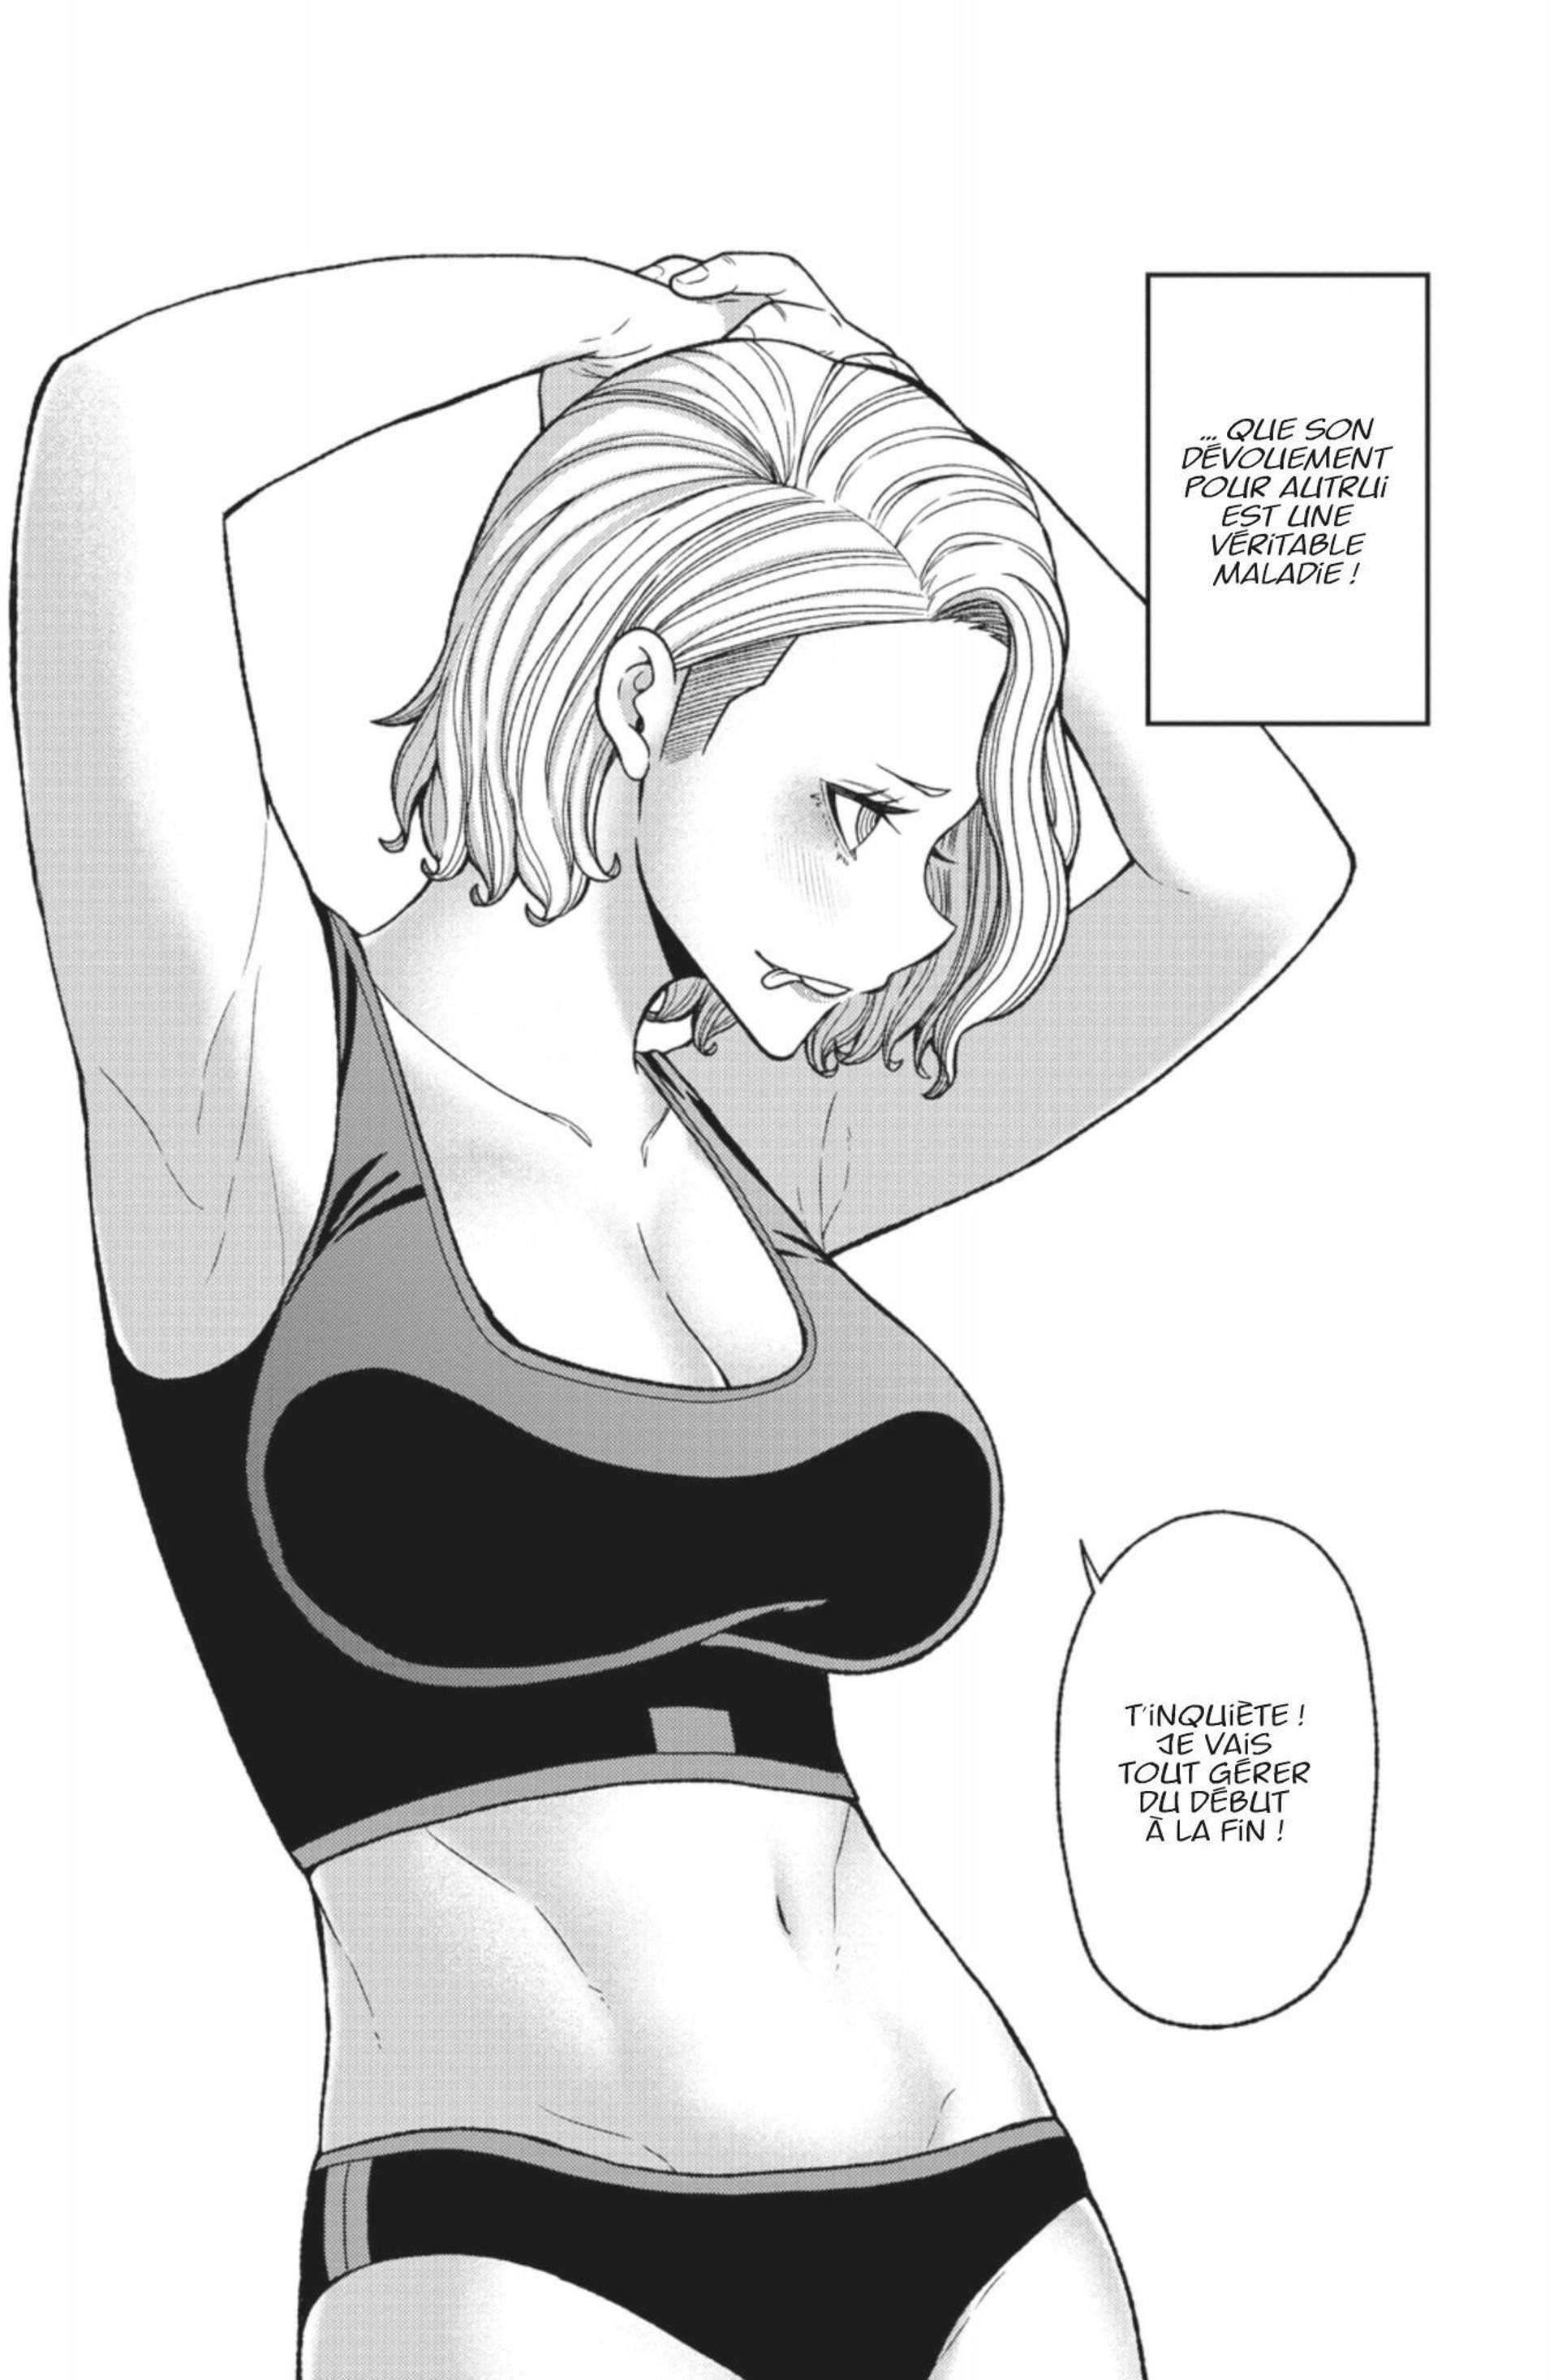 ... QUE SON
DÉVOUEMENT
POUR AUTRUI
EST UNE
VÉRITABLE
MALADIE !
T'INQUIÈTE !
JE VAIS
TOUT GÉRER
DU DÉBUT
À LA FIN !